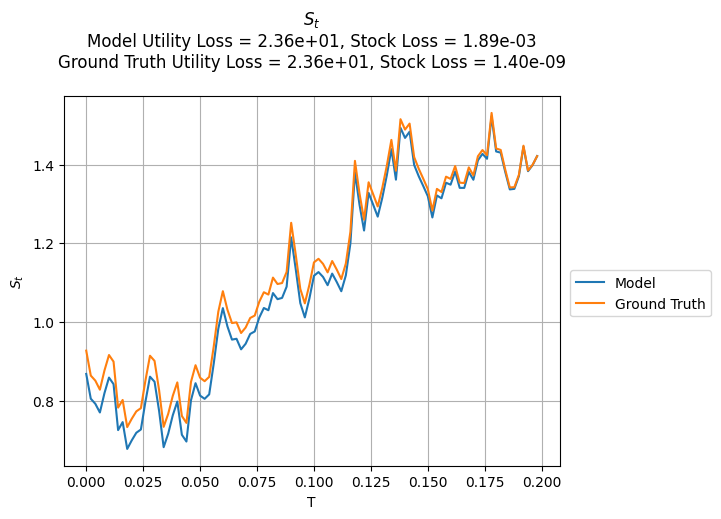 S_t
Model Utility Loss = 2.36e+01, Stock Loss = 1.89e-03
Ground Truth Utility Loss = 2.36e+01, Stock Loss = 1.40e-09
1.4
1.2
1.0
0.8
S_t
0.000 0.025 0.050 0.075 0.100 0.125 0.150 0.175 0.200
T
Model
Ground Truth